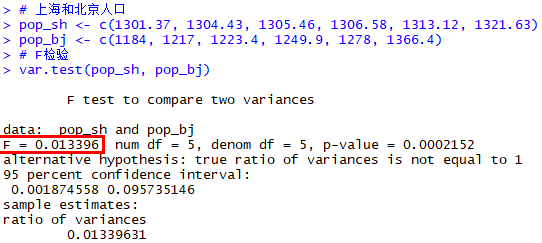 > # 上海和北京人口
> pop_sh <- c(1301.37, 1304.43, 1305.46, 1306.58, 1313.12, 1321.63)
> pop_bj <- c(1184, 1217, 1223.4, 1249.9, 1278, 1366.4)
> # F检验
> var.test(pop_sh, pop_bj)
F test to compare two variances
data:  pop_sh and pop_bj
F = 0.013396, num df = 5, denom df = 5, p-value = 0.0002152
alternative hypothesis: true ratio of variances is not equal to 1
95 percent confidence interval:
0.001874558 0.095735146
sample estimates:
ratio of variances
0.01339631